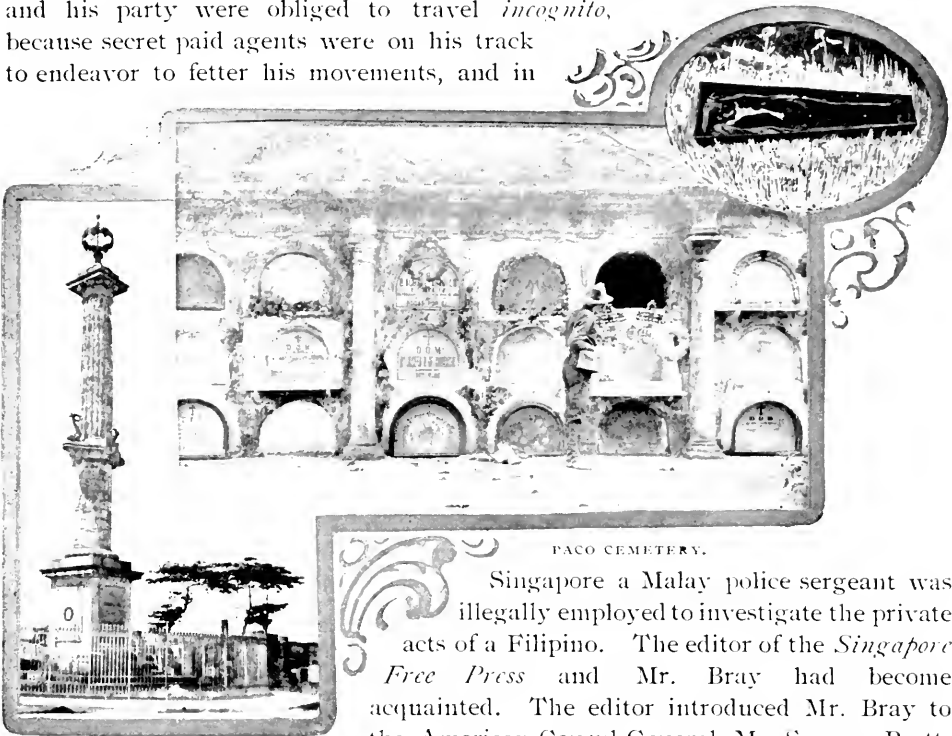 and his party were obliged to travel incognito,
because secret paid agents were on his track
to endeavor to fetter his movements, and in
D.O.M
D.O.M
PACO CEMETERY.
Singapore a Malay police sergeant was
illegally employed to investigate the private
acts of a Filipino. The editor of the Singapore
Free Press and Mr. Bray had become
acquainted. The editor introduced Mr. Bray to